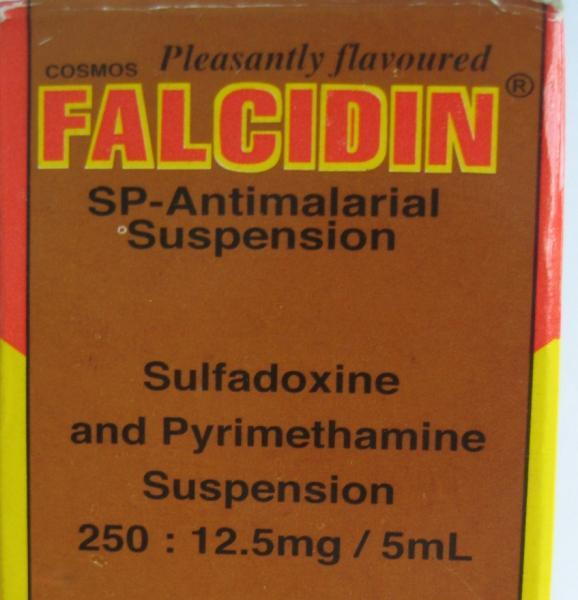 Pleasantly flavoured
COSMOS
FALCIDIN®
SP-Antimalarial
Suspension
Sulfadoxine
and Pyrimethamine
Suspension
250 : 12.5mg / 5mL